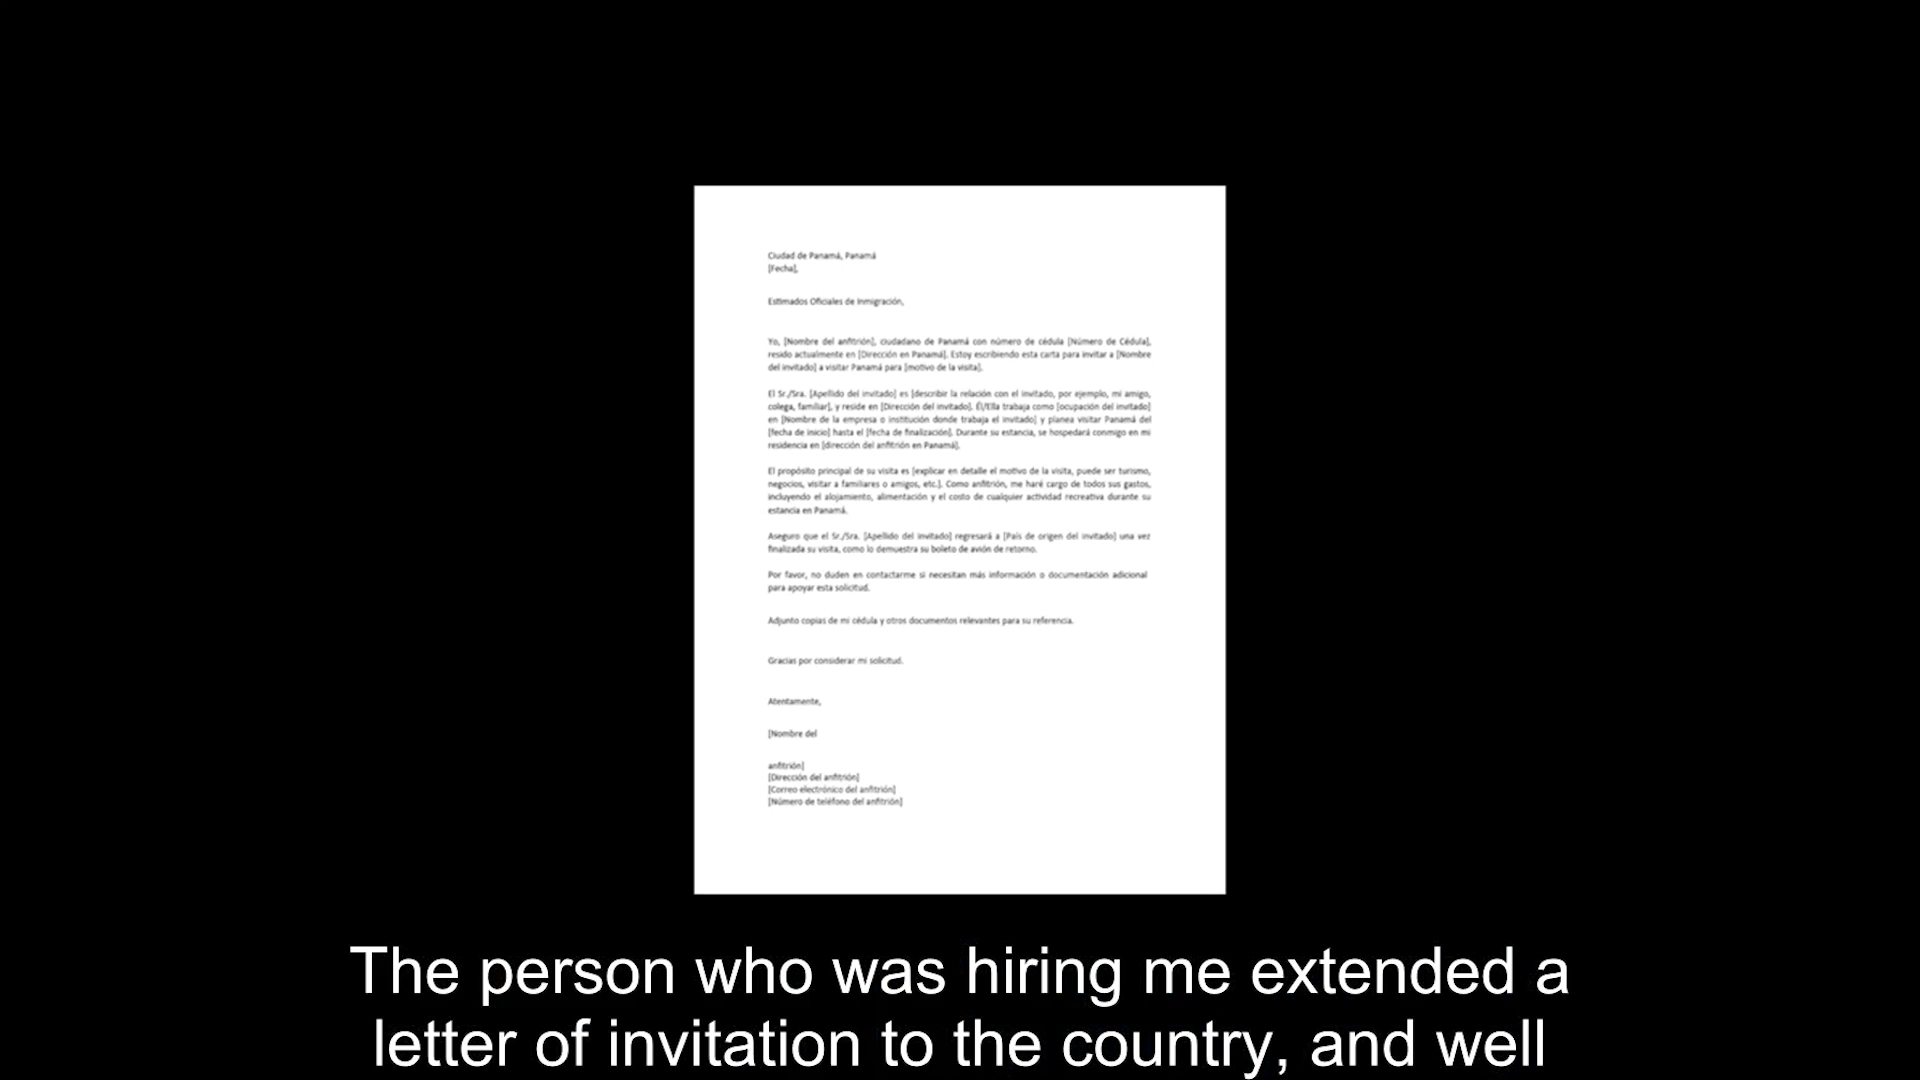 Ciudad de Panamá, Panamá
[Fecha],
Estimados Oficiales de Inmigración,
Yo, [Nombre del anfitrión], ciudadano de Panamá con número de cédula [Número de Cédula],
resido actualmente en [Dirección en Panamá]. Estoy escribiendo esta carta para invitar a [Nombre
del invitado] a visitar Panamá para [motivo de la visita].
El Sr./Sra. [Apellido del invitado] es [describir la relación con el invitado, por ejemplo, mi amigo,
colega, familiar], y reside en [Dirección del invitado]. Él/Ella trabaja como [ocupación del invitado]
en [Nombre de la empresa o institución donde trabaja el invitado] y planea visitar Panamá del
[fecha de inicio] hasta el [fecha de finalización]. Durante su estancia, se hospedará conmigo en mi
residencia en [dirección del anfitrión en Panamá].
El propósito principal de su visita es [explicar en detalle el motivo de la visita, puede ser turismo,
negocios, visitar a familiares o amigos, etc.]. Como anfitrión, me haré cargo de todos sus gastos,
incluyendo el alojamiento, alimentación y el costo de cualquier actividad recreativa durante su
estancia en Panamá.
Aseguro que el Sr./Sra. [Apellido del invitado] regresará a [País de origen del invitado] una vez
finalizada su visita, como lo demuestra su boleto de avión de retorno.
Por favor, no duden en contactarme si necesitan más información o documentación adicional
para apoyar esta solicitud.
Adjunto copias de mi cédula y otros documentos relevantes para su referencia.
Gracias por considerar mi solicitud.
Atentamente,
[Nombre del
anfitrión]
[Dirección del anfitrión]
[Correo electrónico del anfitrión]
[Número de teléfono del anfitrión]
The person who was hiring me extended a
letter of invitation to the country, and well